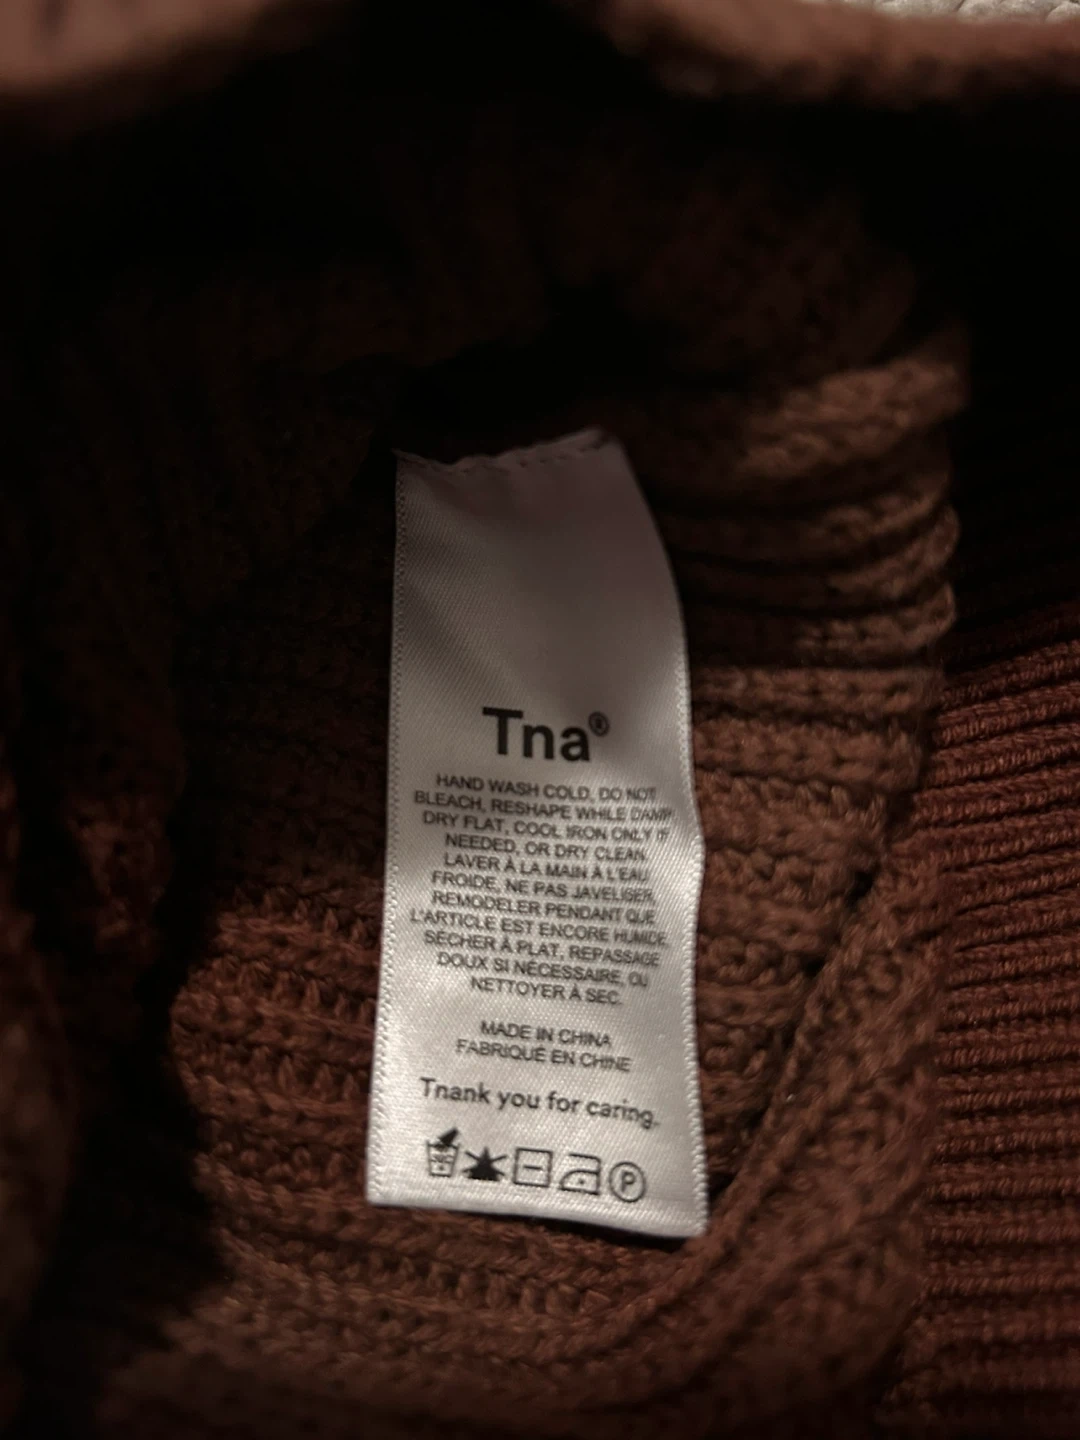 Tna®
HAND WASH COLD, DO NOT
BLEACH, RESHAPE WHILE DAMP
DRY FLAT, COOL IRON ONLY IF
NEEDED, OR DRY CLEAN.
LAVER À LA MAIN À L'EAU
FROIDE, NE PAS JAVELISER,
REMODELER PENDANT QUE
L'ARTICLE EST ENCORE HUMIDE,
SÉCHER À PLAT, REPASSAGE
DOUX SI NÉCESSAIRE, OU
NETTOYER À SEC.
MADE IN CHINA
FABRIQUÉ EN CHINE
Tnank you for caring.
P